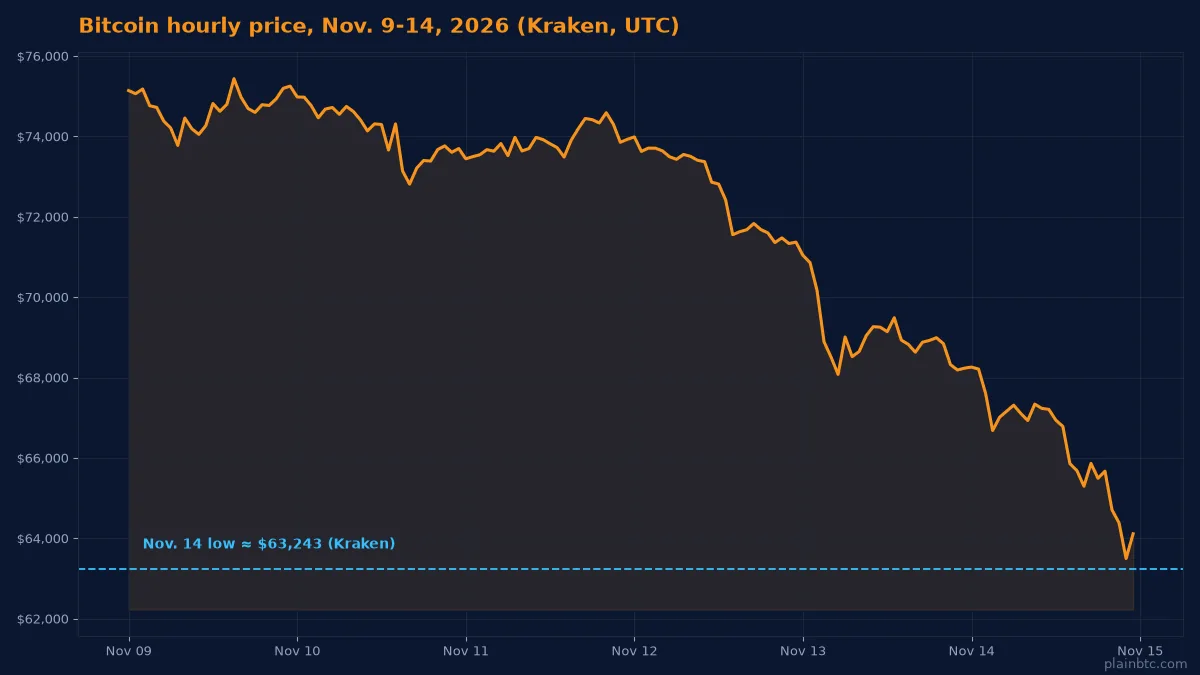 Bitcoin hourly price, Nov. 9-14, 2026 (Kraken, UTC)
$76,000
$74,000
$72,000
$70,000
$68,000
$66,000
$64,000
$62,000
Nov. 14 low ≈ $63,243 (Kraken)
Nov 09
Nov 10
Nov 11
Nov 12
Nov 13
Nov 14
Nov 15
plainbtc.com